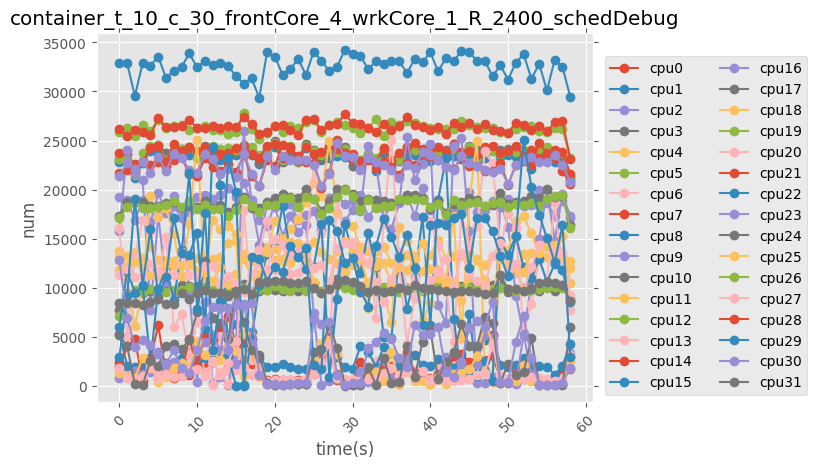 container_t_10_c_30_frontCore_4_wrkCore_1_R_2400_schedDebug
35000
30000
25000
20000
15000
10000
5000
0
num
0
10
20
30
40
50
60
time(s)
cpu0
cpu1
cpu2
cpu3
cpu4
cpu5
cpu6
cpu7
cpu8
cpu9
cpu10
cpu11
cpu12
cpu13
cpu14
cpu15
cpu16
cpu17
cpu18
cpu19
cpu20
cpu21
cpu22
cpu23
cpu24
cpu25
cpu26
cpu27
cpu28
cpu29
cpu30
cpu31